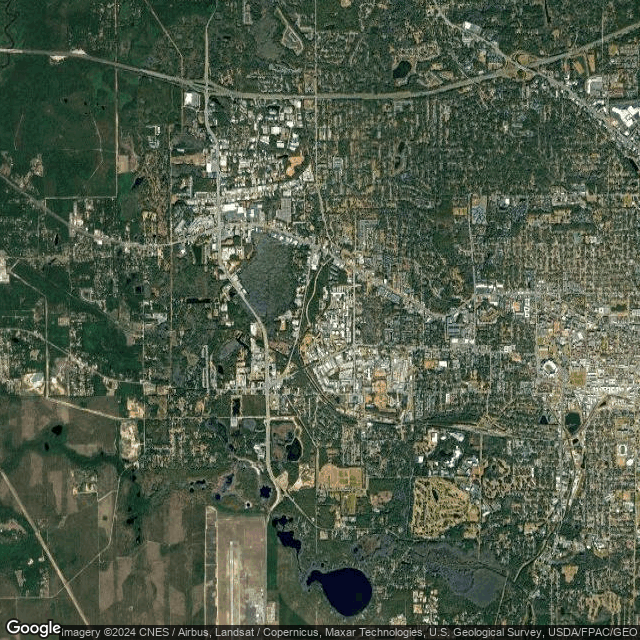 Google Imagery ©2024 CNES / Airbus, Landsat / Copernicus, Maxar Technologies, U.S. Geological Survey, USDA/FPAC/GEO